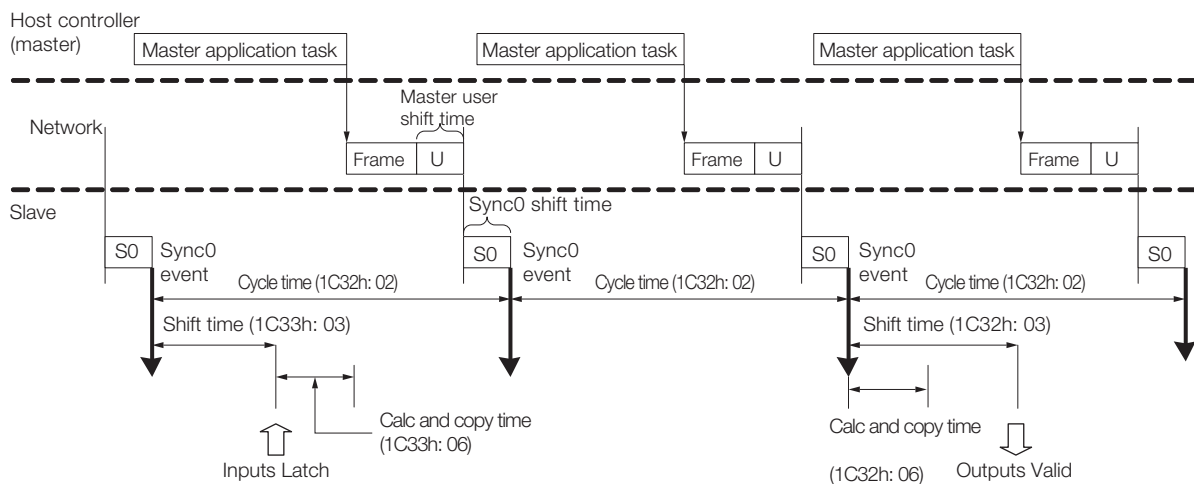 Host controller
(master)
Master application task
Master application task
Master application task
Master user
shift time
Network
Frame
U
Frame
U
Frame
U
Slave
Sync0 shift time
S0
Sync0
event
S0
Sync0
event
S0
Sync0
event
S0
Cycle time (1C32h: 02)
Cycle time (1C32h: 02)
Cycle time (1C32h: 02)
Shift time (1C33h: 03)
Shift time (1C32h: 03)
Calc and copy time
(1C33h: 06)
Calc and copy time
(1C32h: 06)
Inputs Latch
Outputs Valid